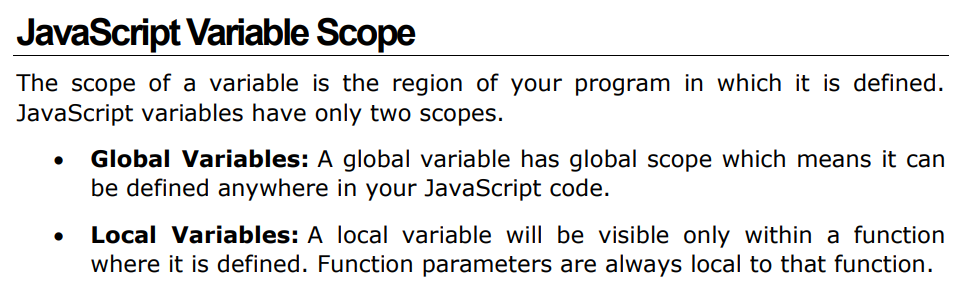 JavaScript Variable Scope
The scope of a variable is the region of your program in which it is defined.
JavaScript variables have only two scopes.
• Global Variables: A global variable has global scope which means it can
be defined anywhere in your JavaScript code.
• Local Variables: A local variable will be visible only within a function
where it is defined. Function parameters are always local to that function.